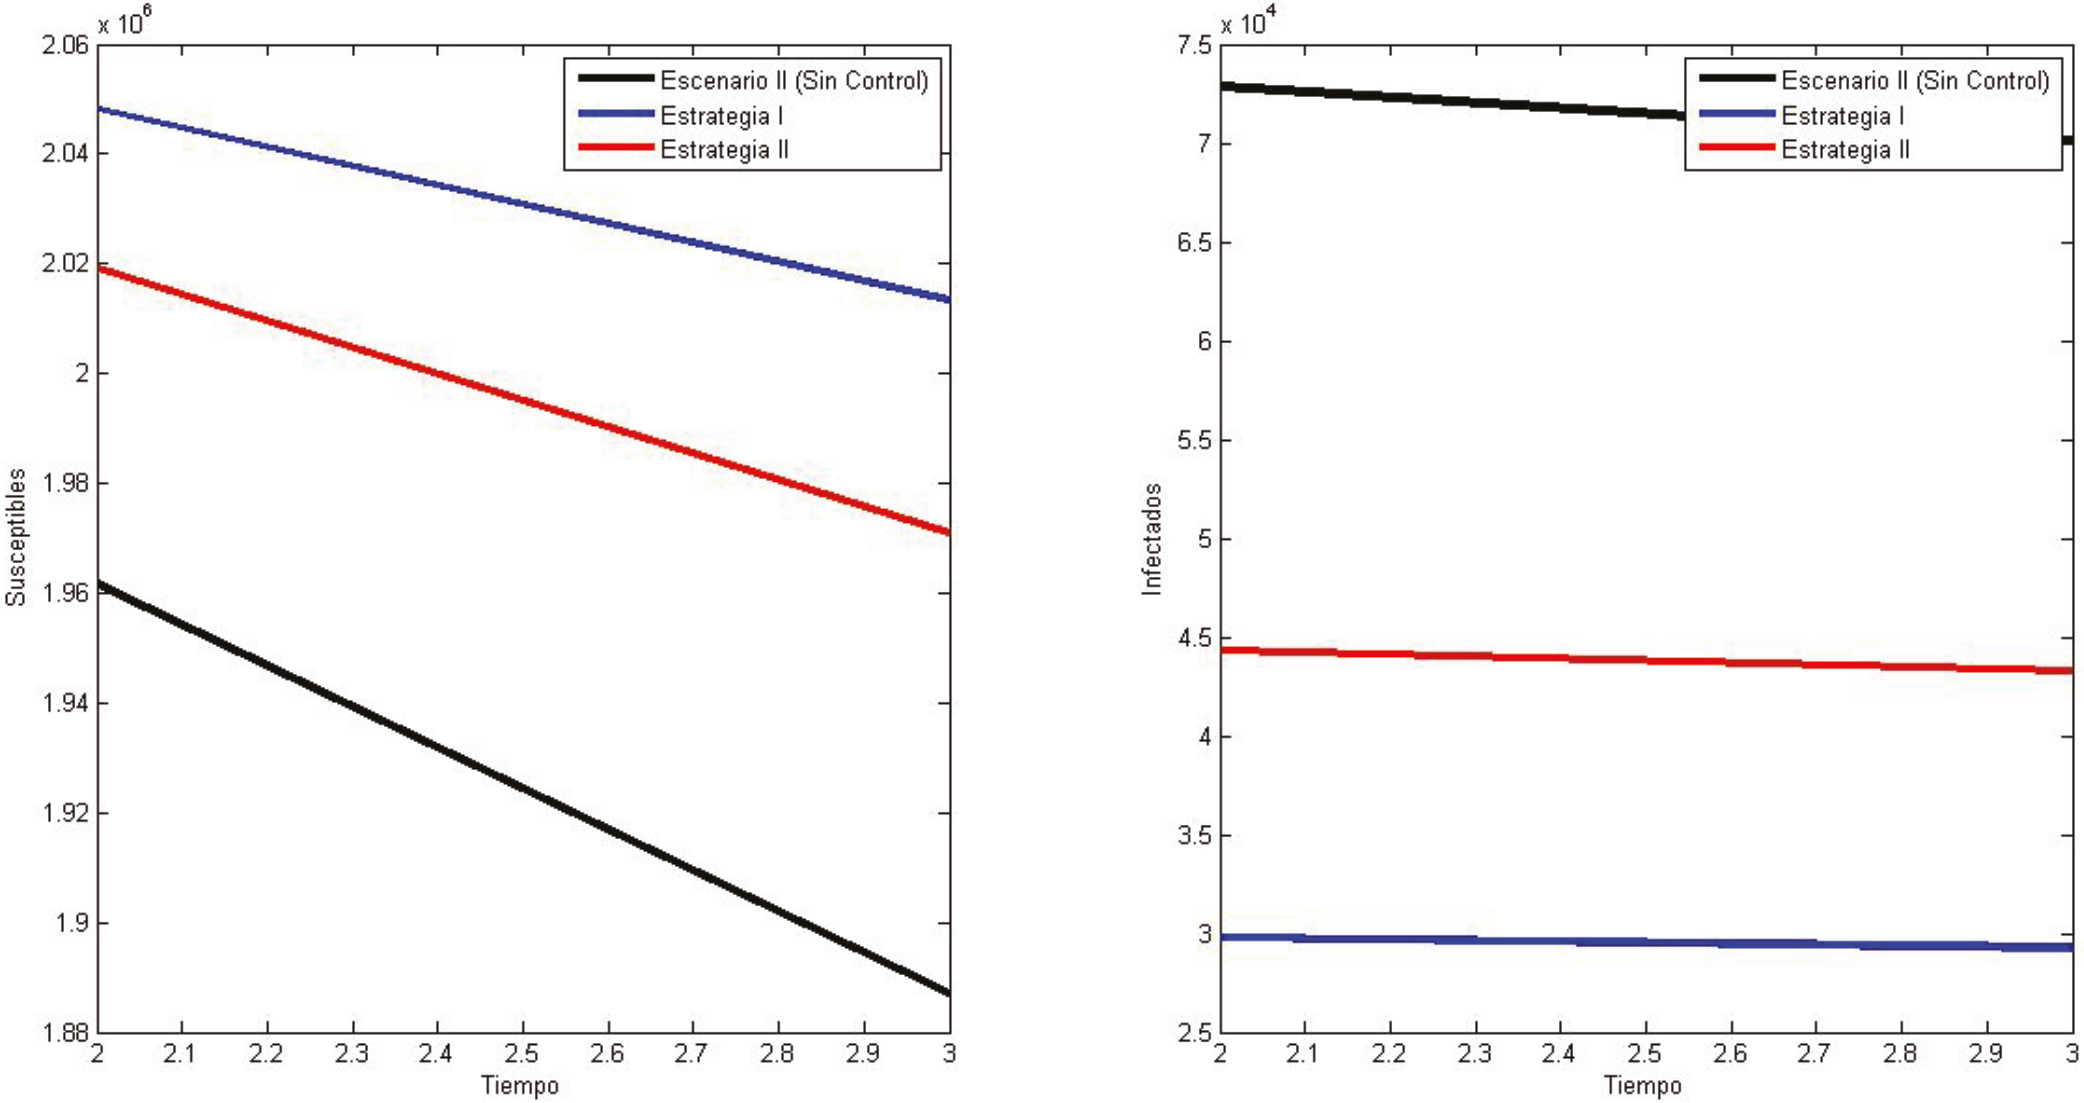 x 10^6
2.06
2.04
2.02
2
1.98
1.96
1.94
1.92
1.9
1.88
Susceptibles
2 2.1 2.2 2.3 2.4 2.5 2.6 2.7 2.8 2.9 3
Tiempo
Escenario II (Sin Control)
Estrategia I
Estrategia II
x 10^4
7.5
7
6.5
6
5.5
5
4.5
4
3.5
3
2.5
Infectados
2 2.1 2.2 2.3 2.4 2.5 2.6 2.7 2.8 2.9 3
Tiempo
Escenario II (Sin Control)
Estrategia I
Estrategia II